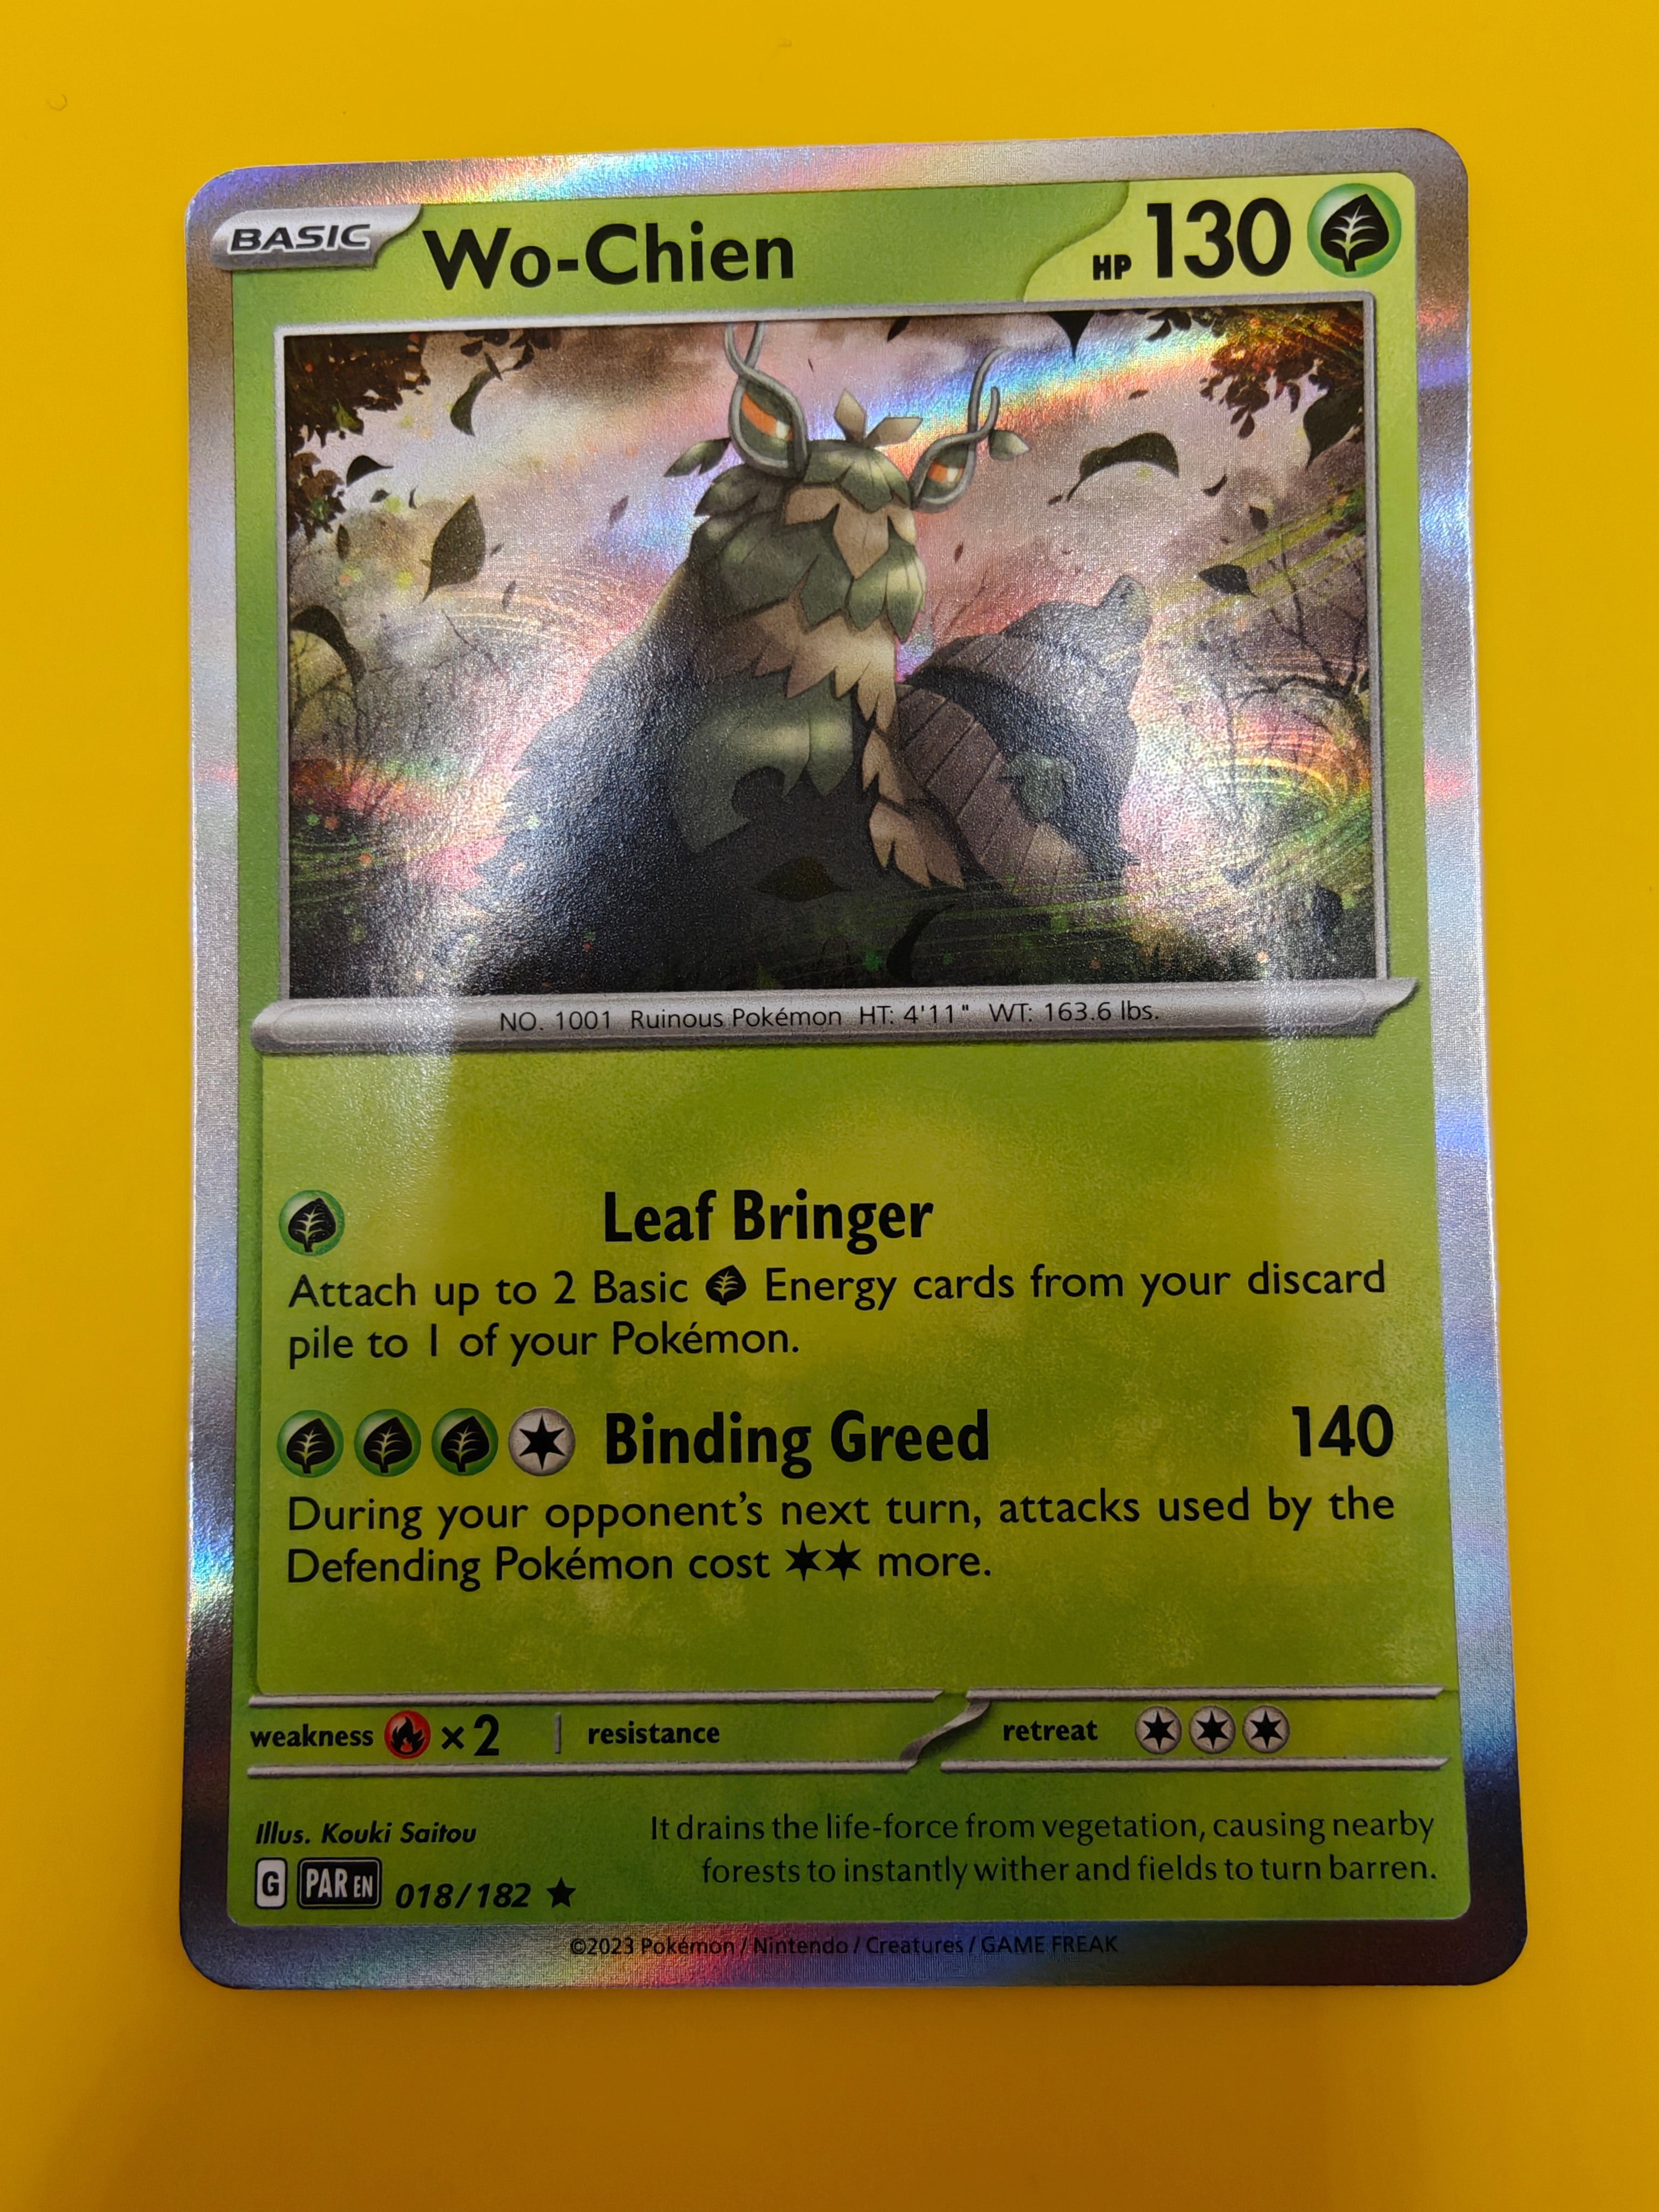 BASIC Wo-Chien HP 130
NO. 1001 Ruinous Pokémon HT: 4'11" WT: 163.6 lbs.
Leaf Bringer
Attach up to 2 Basic Energy cards from your discard
pile to 1 of your Pokémon.
Binding Greed 140
During your opponent’s next turn, attacks used by the
Defending Pokémon cost ✶✶ more.
weakness ×2 | resistance retreat
Illus. Kouki Saitou
It drains the life-force from vegetation, causing nearby
forests to instantly wither and fields to turn barren.
G PAR EN 018/182 ★
©2023 Pokémon / Nintendo / Creatures / GAME FREAK